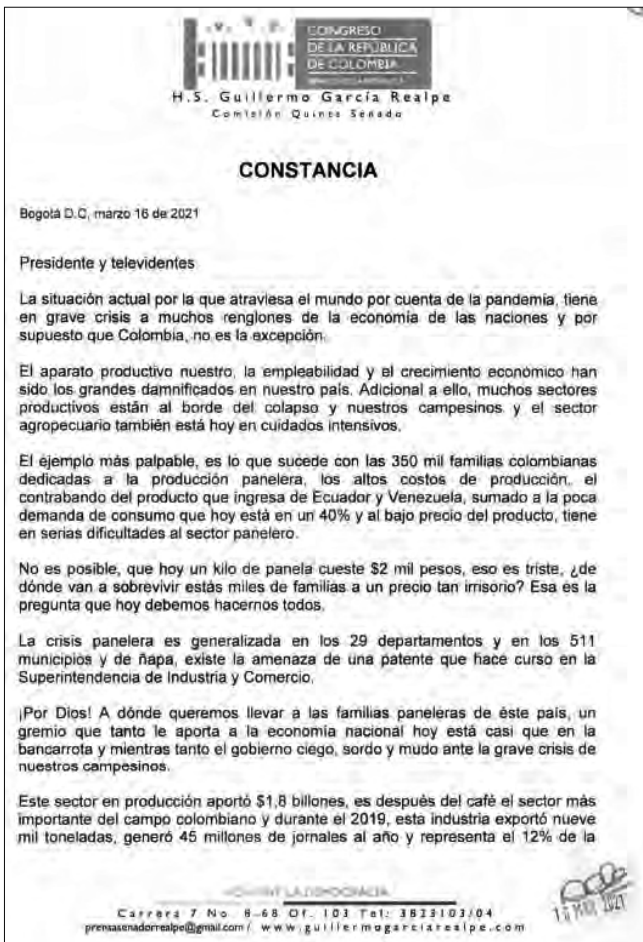 CONGRESO
DE LA REPÚBLICA
DE COLOMBIA
H.S. Guillermo García Realpe
Comisión Quinta Senado
CONSTANCIA
Bogotá D.C, marzo 16 de 2021
Presidente y televidentes
La situación actual por la que atraviesa el mundo por cuenta de la pandemia, tiene
en grave crisis a muchos renglones de la economía de las naciones y por
supuesto que Colombia, no es la excepción.
El aparato productivo nuestro, la empleabilidad y el crecimiento económico han
sido los grandes damnificados en nuestro país. Adicional a ello, muchos sectores
productivos están al borde del colapso y nuestros campesinos y el sector
agropecuario también está hoy en cuidados intensivos.
El ejemplo más palpable, es lo que sucede con las 350 mil familias colombianas
dedicadas a la producción panelera, los altos costos de producción, el
contrabando del producto que ingresa de Ecuador y Venezuela, sumado a la poca
demanda de consumo que hoy está en un 40% y al bajo precio del producto, tiene
en serias dificultades al sector panelero.
No es posible, que hoy un kilo de panela cueste $2 mil pesos, eso es triste, ¿de
dónde van a sobrevivir estás miles de familias a un precio tan irrisorio? Esa es la
pregunta que hoy debemos hacernos todos.
La crisis panelera es generalizada en los 29 departamentos y en los 511
municipios y de ñapa, existe la amenaza de una patente que hace curso en la
Superintendencia de Industria y Comercio.
¡Por Dios! A dónde queremos llevar a las familias paneleras de éste país, un
gremio que tanto le aporta a la economía nacional hoy está casi que en la
bancarrota y mientras tanto el gobierno ciego, sordo y mudo ante la grave crisis de
nuestros campesinos.
Este sector en producción aportó $1,8 billones, es después del café el sector más
importante del campo colombiano y durante el 2019, esta industria exportó nueve
mil toneladas, generó 45 millones de jornales al año y representa el 12% de la
LA DEMOCRACIA
Carrera 7 No. 8-68 Of. 103 Tel: 3823103/04
prensasenadorrealpe@gmail.com / www.guillermogarciarealpe.com
16 MAR 2021